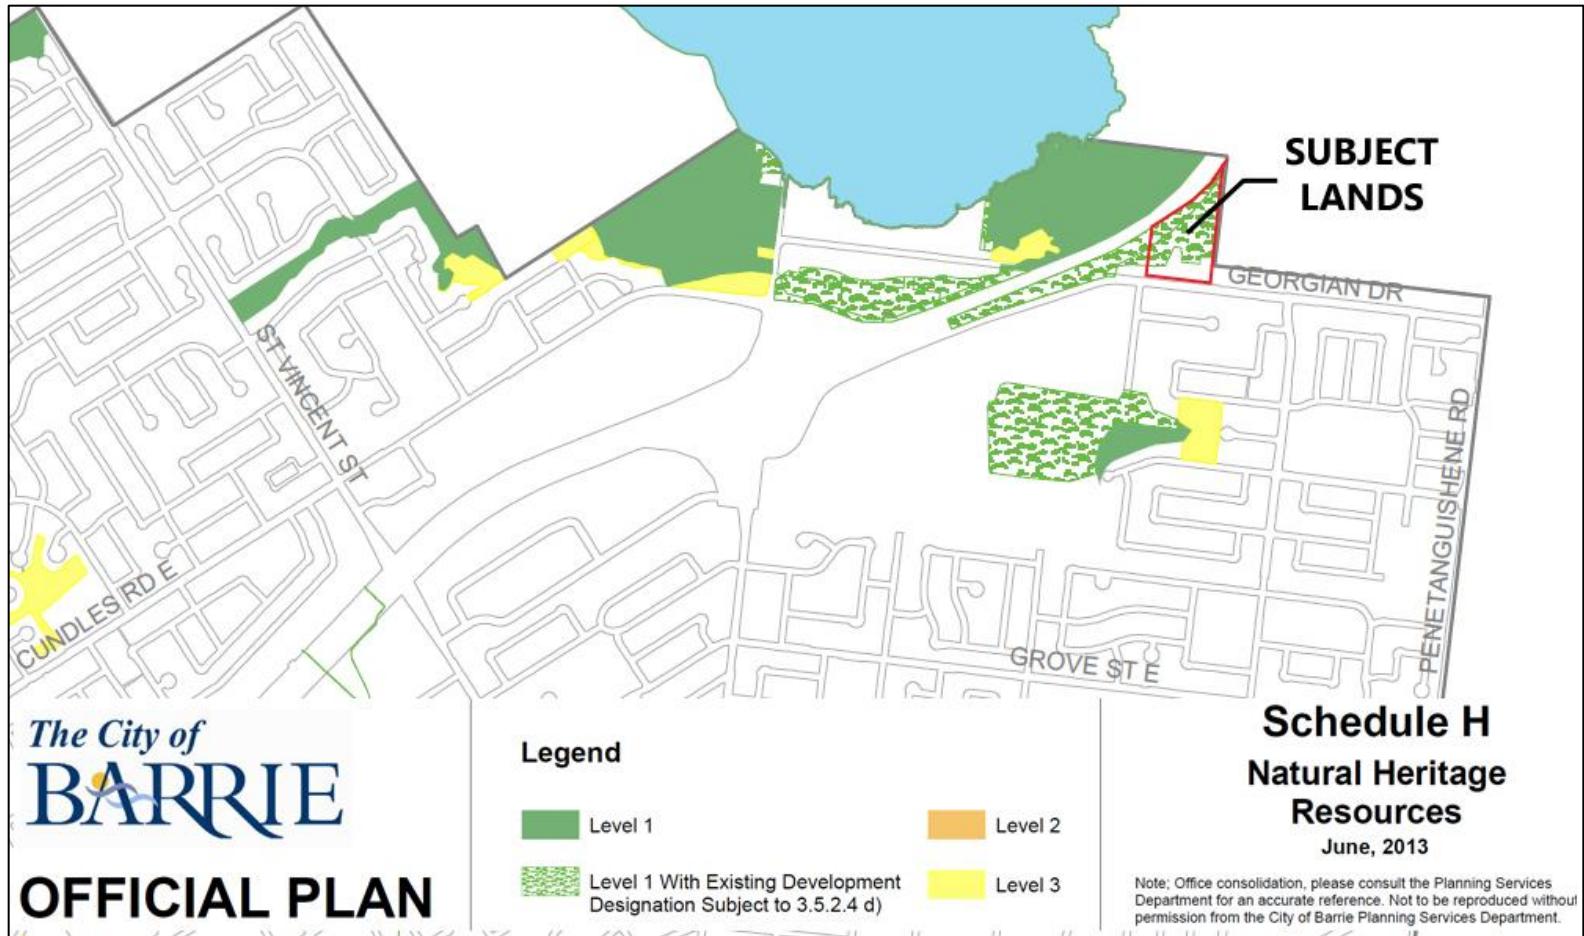 SUBJECT
LANDS
GEORGIAN DR
ST VINCENT ST
PENETANGUISHENE RD
CUNDLES RD E
GROVE ST E
The City of
BARRIE
OFFICIAL PLAN
Legend
Level 1
Level 2
Level 1 With Existing Development
Designation Subject to 3.5.2.4 d)
Level 3
Schedule H
Natural Heritage
Resources
June, 2013
Note; Office consolidation, please consult the Planning Services
Department for an accurate reference. Not to be reproduced without
permission from the City of Barrie Planning Services Department.